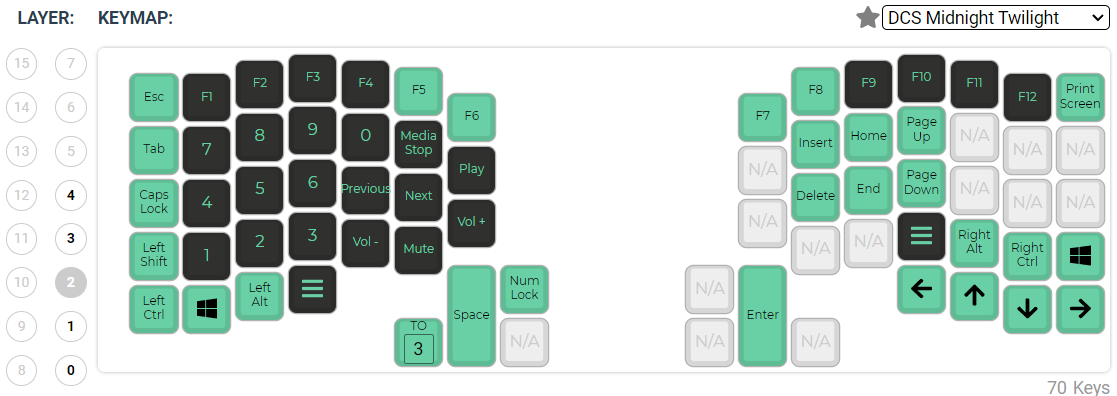 LAYER: KEYMAP: DCS Midnight Twilight
15 7
14 6
13 5
12 4
11 3
10 2
9 1
8 0
Esc F1 F2 F3 F4 F5 F6
Tab 7 8 9 0 Media
Stop Play
Caps
Lock 4 5 6 Previous Next Vol +
Left
Shift 1 2 3 Vol - Mute
Left
Ctrl Left
Alt
TO
3 Space Num
Lock
N/A
F7 F8 F9 F10 F11 F12 Print
Screen
N/A Insert Home Page
Up N/A N/A N/A
N/A Delete End Page
Down N/A N/A N/A
N/A N/A Right
Alt Right
Ctrl
N/A Enter
N/A N/A
70 Keys